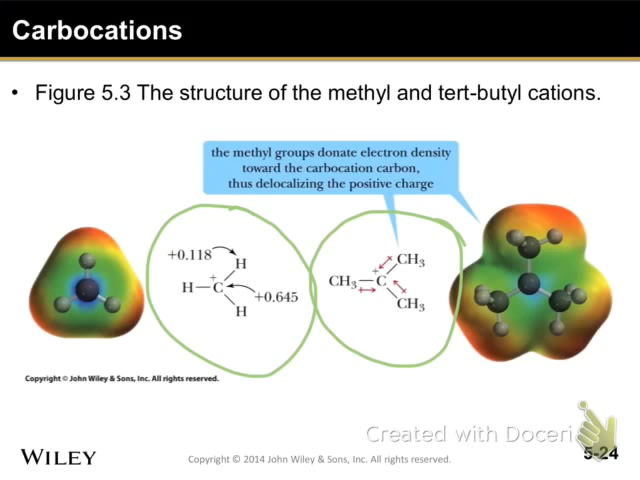 Carbocations
• Figure 5.3 The structure of the methyl and tert-butyl cations.
the methyl groups donate electron density
toward the carbocation carbon,
thus delocalizing the positive charge
+0.118
H
+
H—C
+0.645
H
CH₃
+
CH₃—C
CH₃
Copyright © John Wiley & Sons, Inc. All rights reserved.
Created with Doceri
WILEY
Copyright © 2014 John Wiley & Sons, Inc. All rights reserved.
5-24